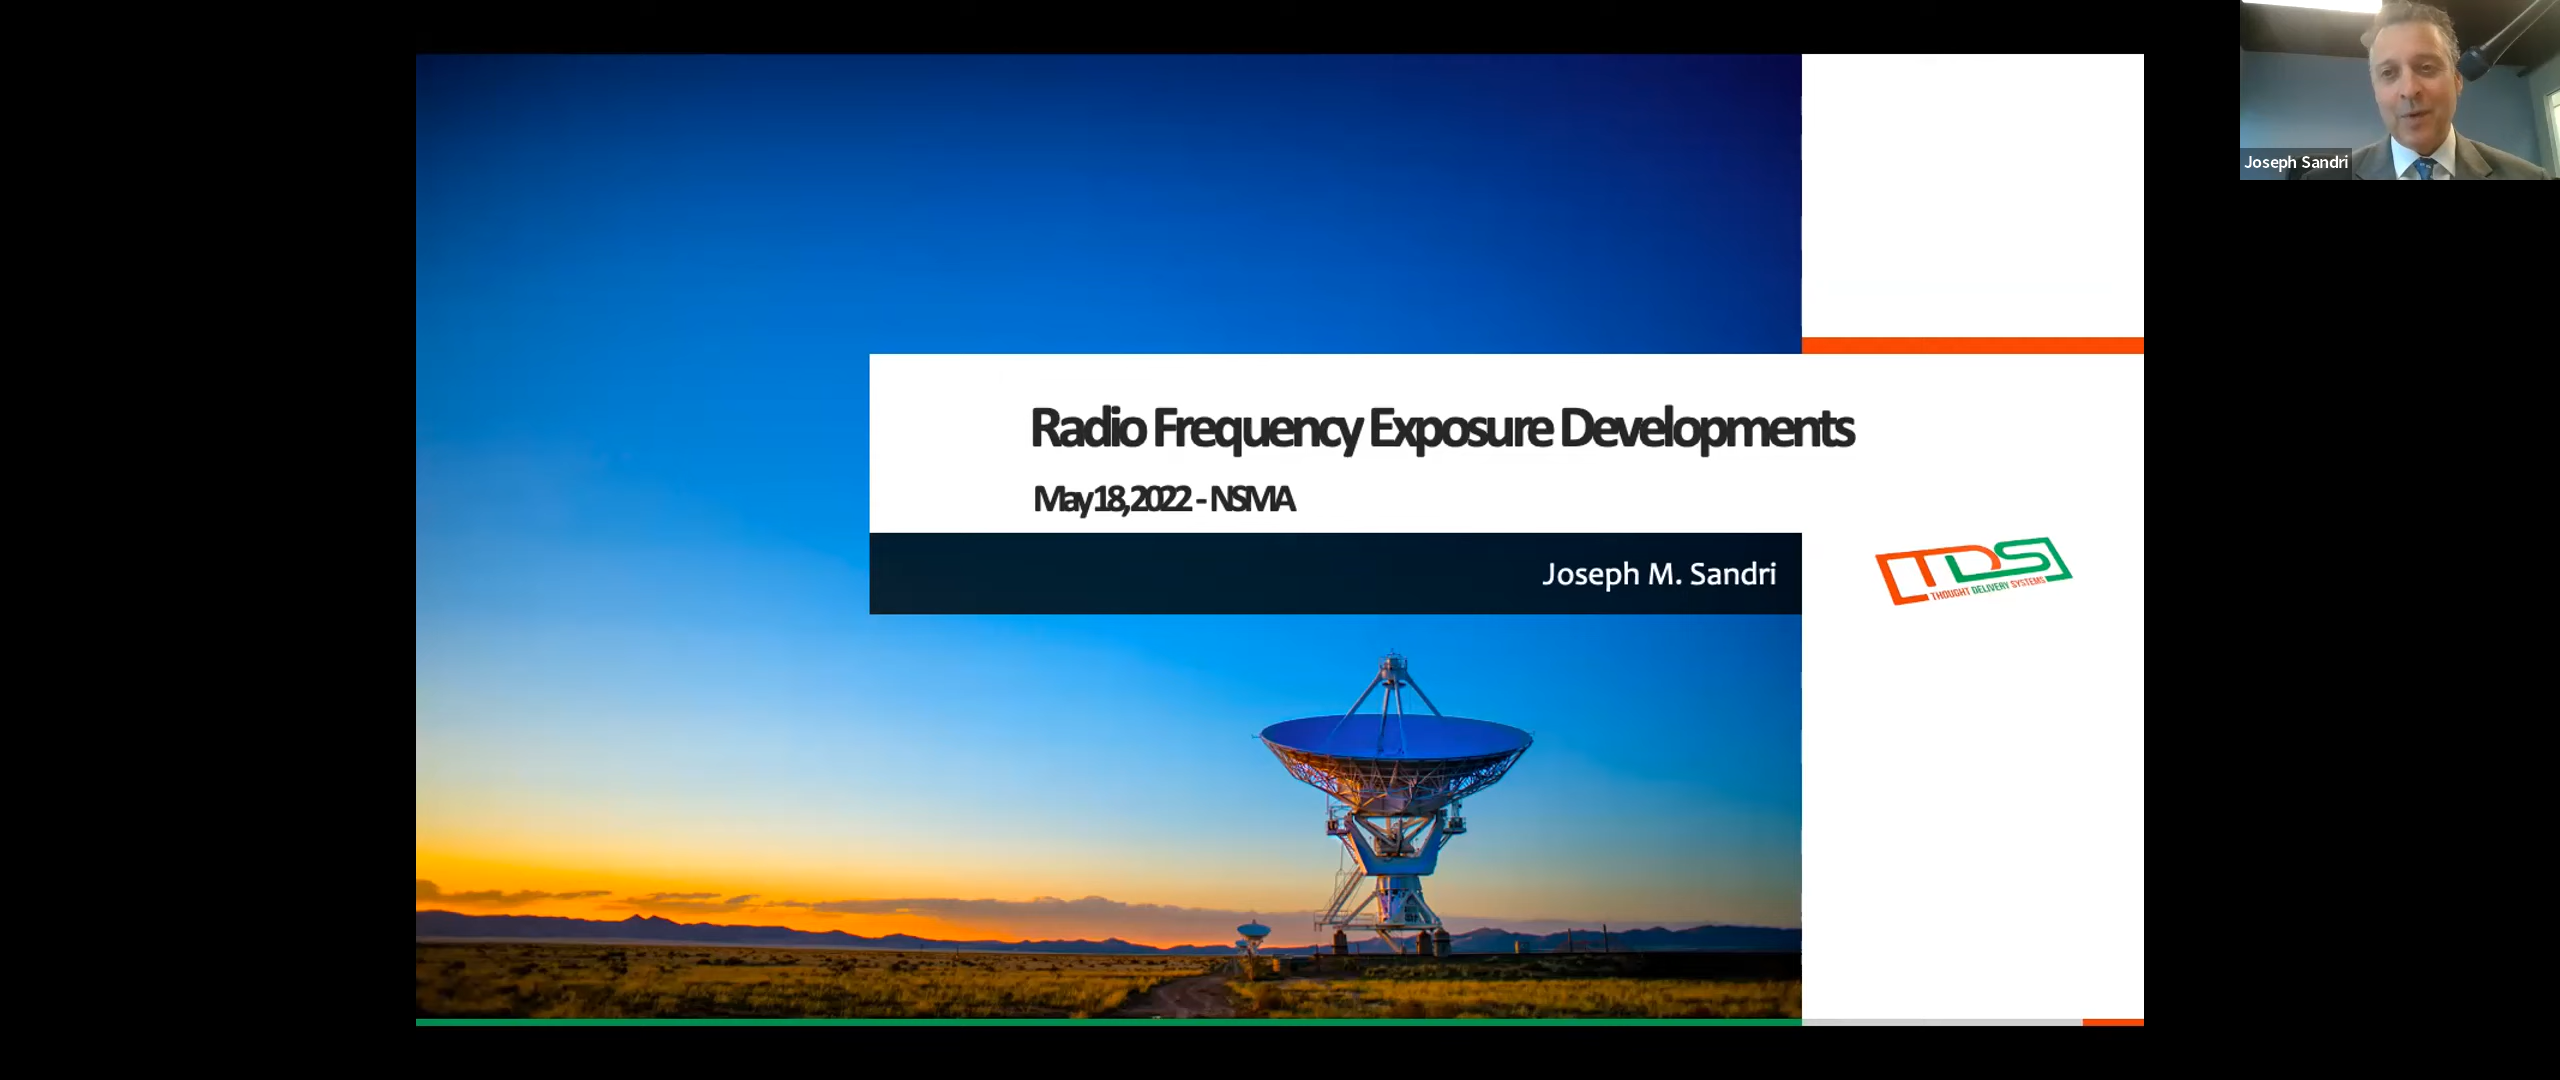 Joseph Sandri
Radio Frequency Exposure Developments
May 18, 2022 - NSMA
Joseph M. Sandri
TDS
THOUGHT DELIVERY SYSTEMS